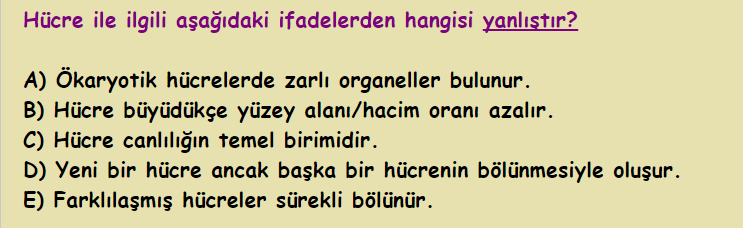 Hücre ile ilgili aşağıdaki ifadelerden hangisi yanlıştır?
A) Ökaryotik hücrelerde zarlı organeller bulunur.
B) Hücre büyüdükçe yüzey alanı/hacim oranı azalır.
C) Hücre canlılığın temel birimidir.
D) Yeni bir hücre ancak başka bir hücrenin bölünmesiyle oluşur.
E) Farklılaşmış hücreler sürekli bölünür.